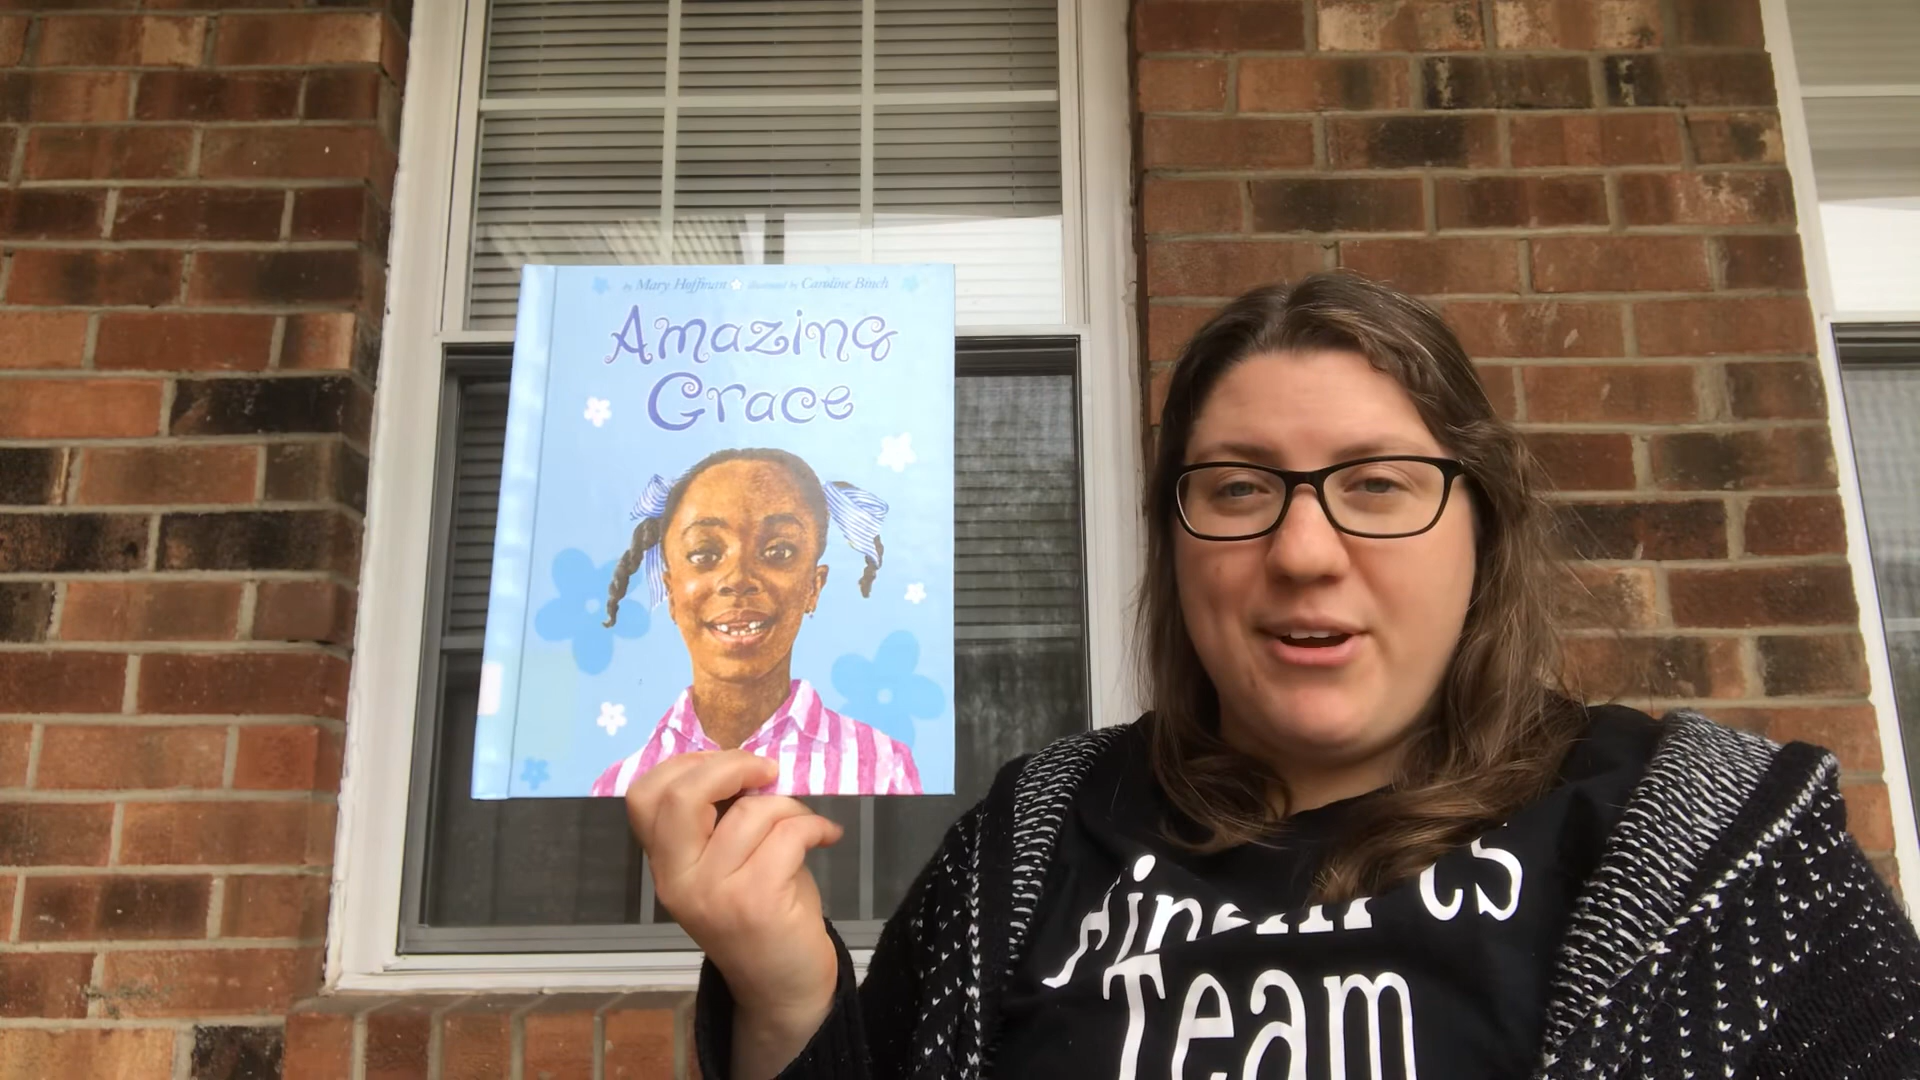 by Mary Hoffman illustrated by Caroline Binch
Amazing
Grace
Team